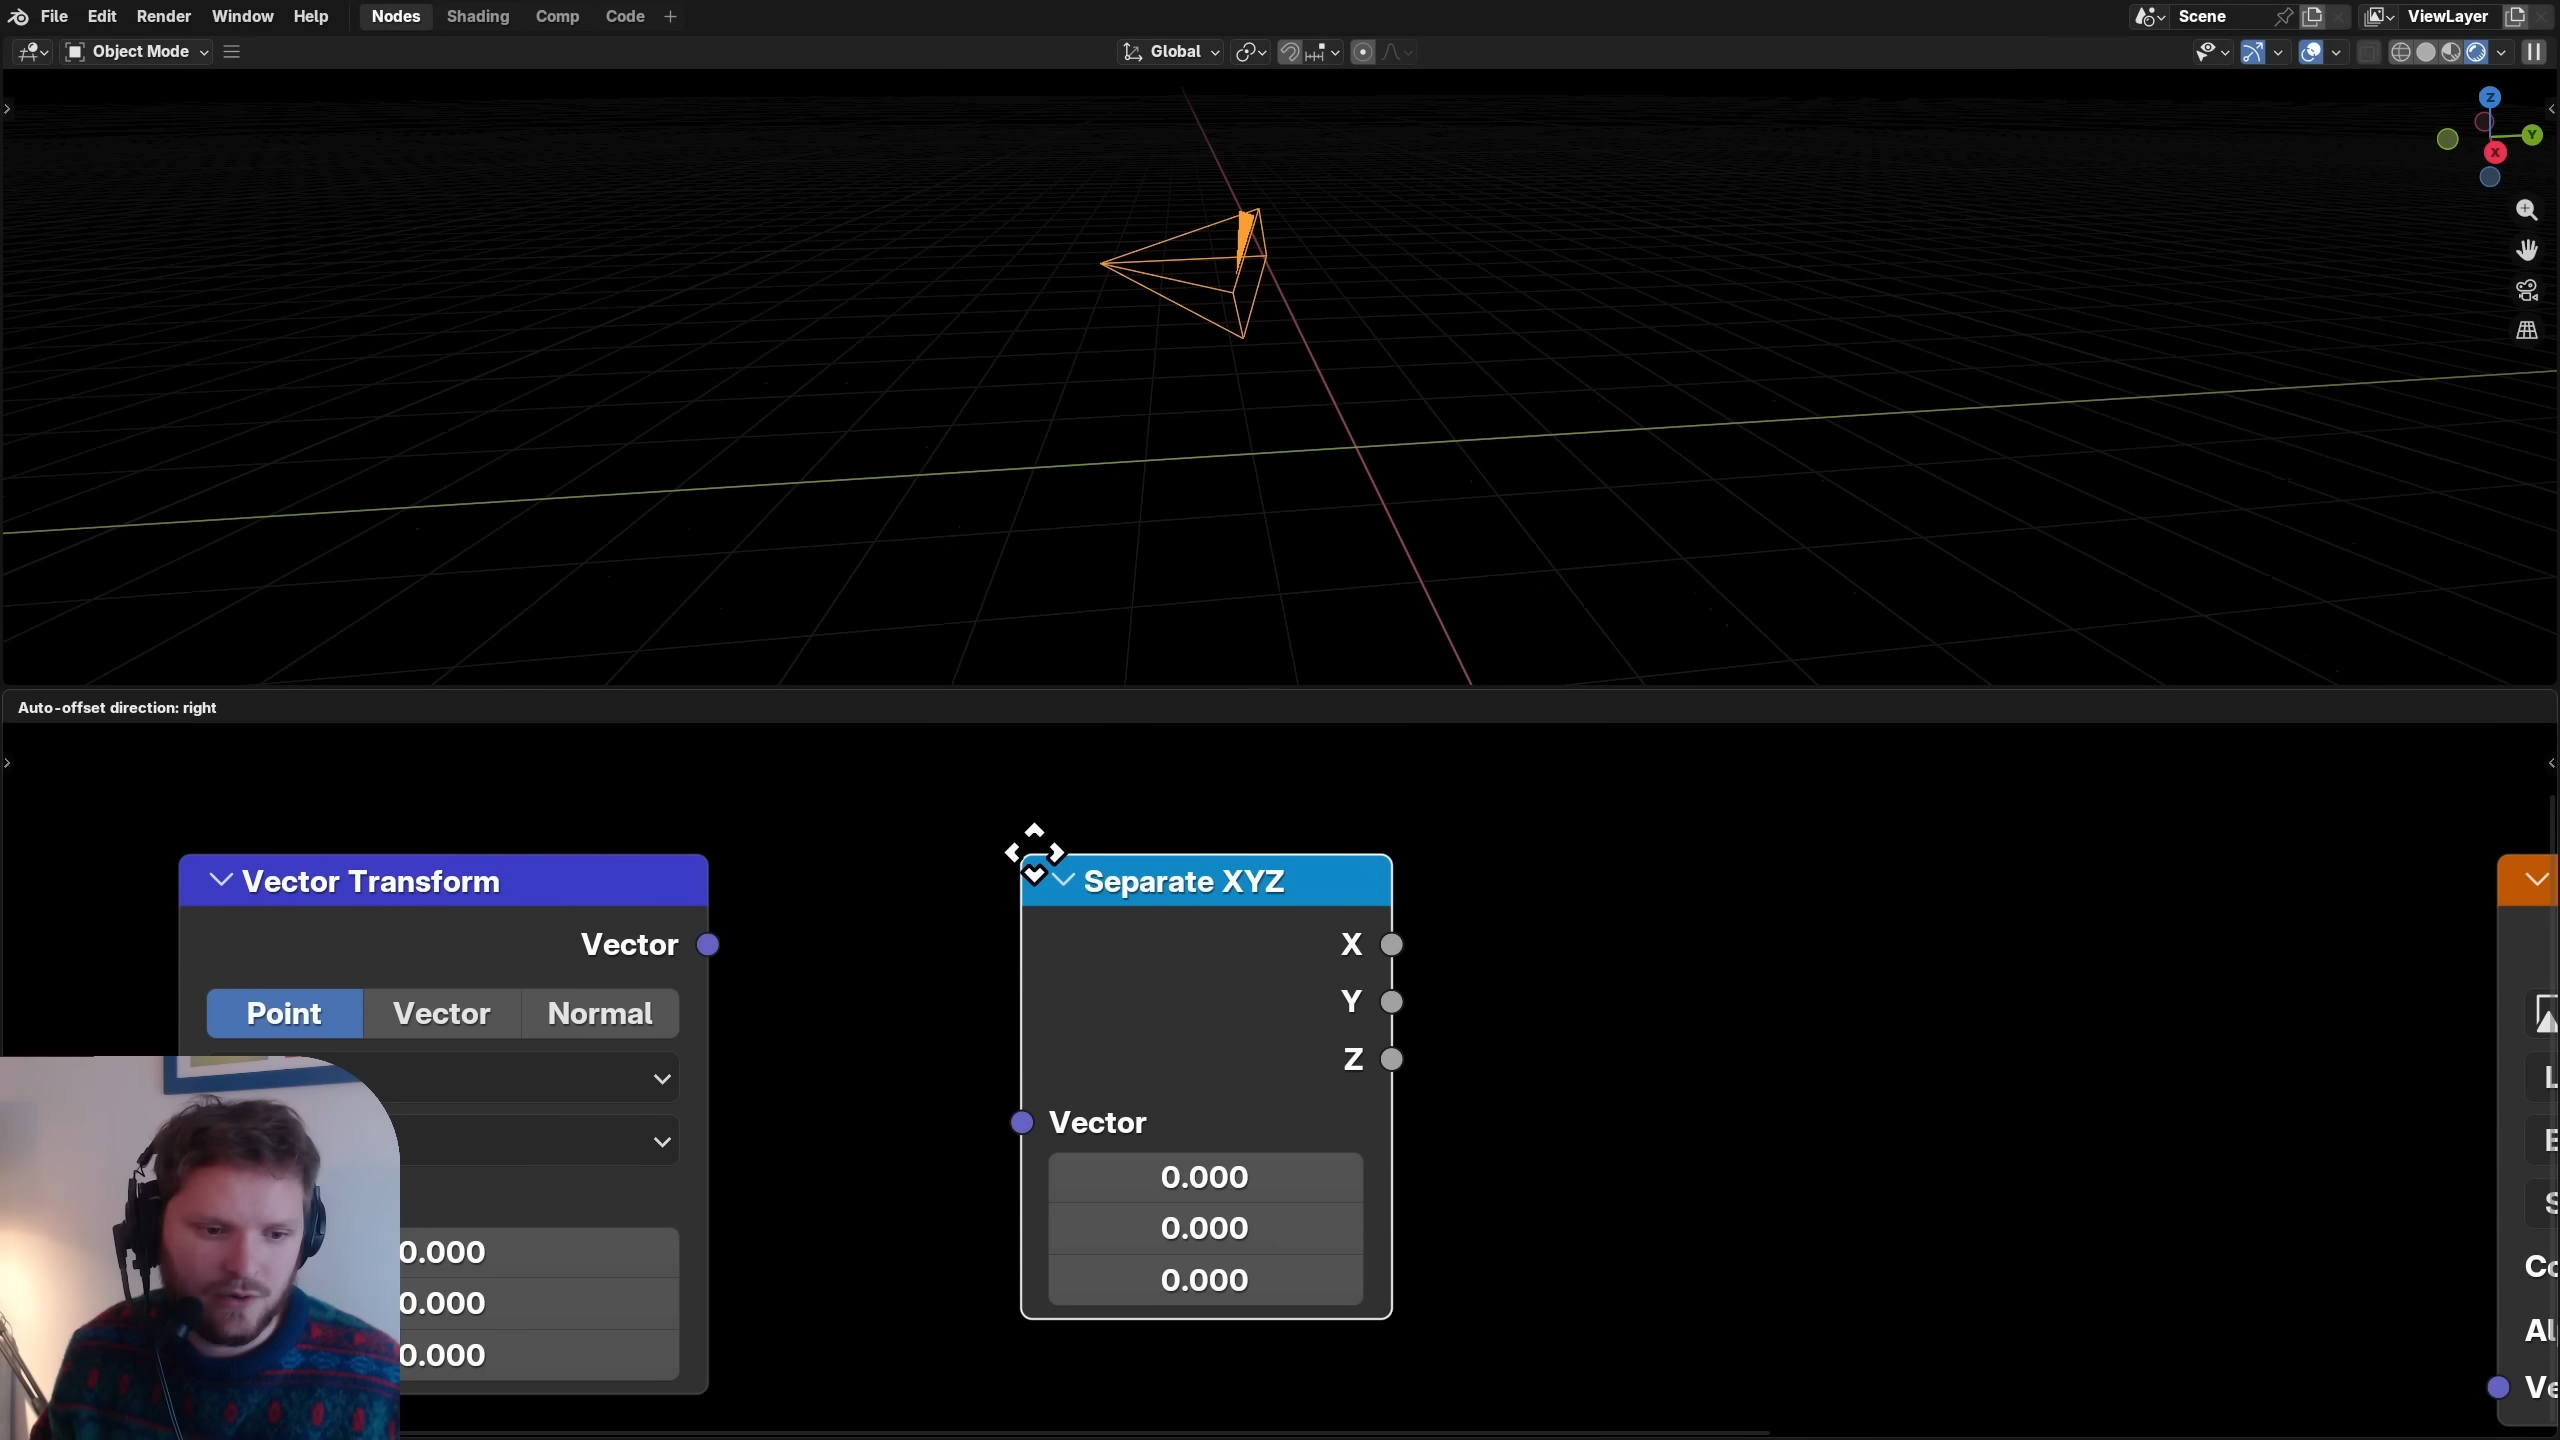 File Edit Render Window Help Nodes Shading Comp Code + Scene ViewLayer
Object Mode Global
Z
Y
X
Auto-offset direction: right
Vector Transform
Vector
Point Vector Normal
0.000
0.000
0.000
Separate XYZ
X
Y
Z
Vector
0.000
0.000
0.000